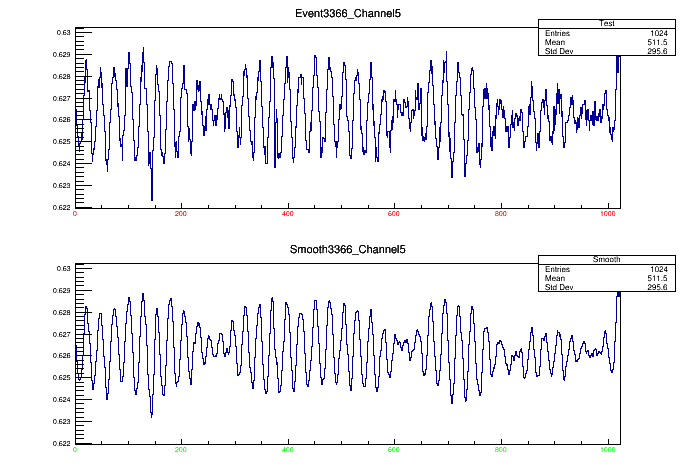 Event3366_Channel5
Test
Entries 1024
Mean 511.5
Std Dev 295.6
0.63
0.629
0.628
0.627
0.626
0.625
0.624
0.623
0.622
0 200 400 600 800 1000
Smooth3366_Channel5
Smooth
Entries 1024
Mean 511.5
Std Dev 295.6
0.63
0.629
0.628
0.627
0.626
0.625
0.624
0.623
0.622
0 200 400 600 800 1000